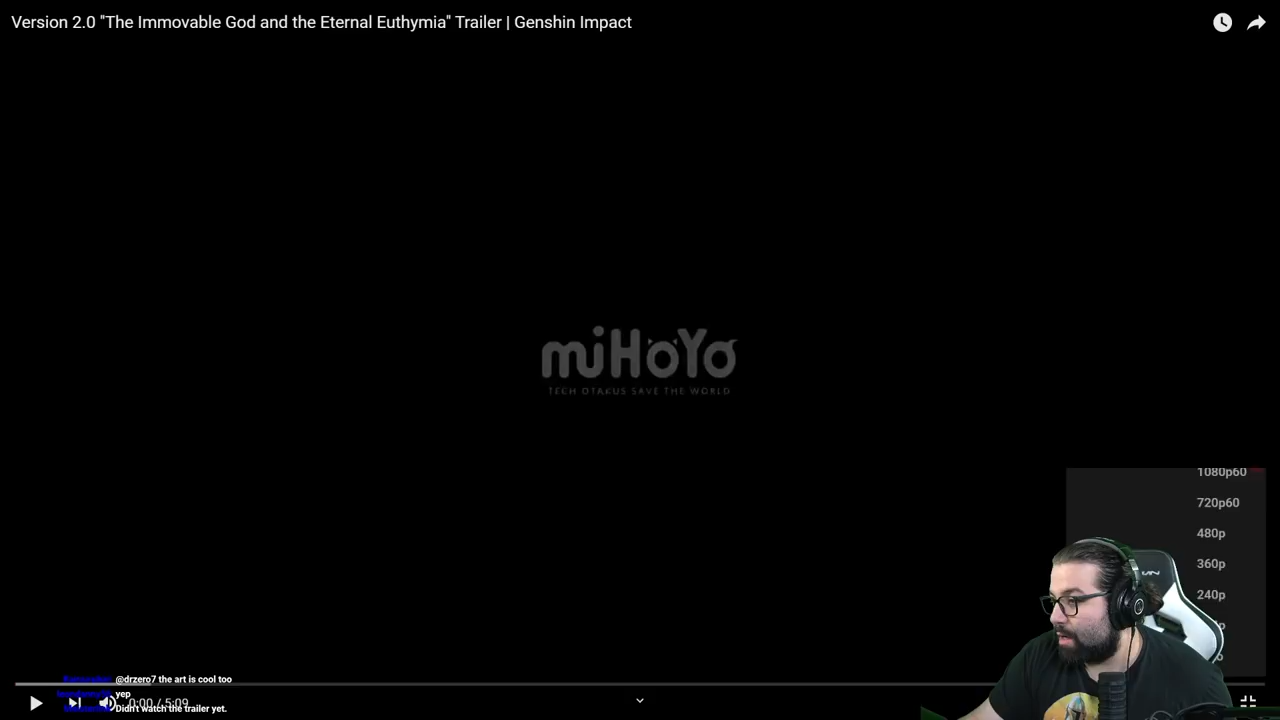 Version 2.0 "The Immovable God and the Eternal Euthymia" Trailer | Genshin Impact
miHoYo
TECH OTAKUS SAVE THE WORLD
1080p60
720p60
480p
360p
240p
@drzero7 the art is cool too
yep
0:00 / 5:09
Didn't watch the trailer yet.